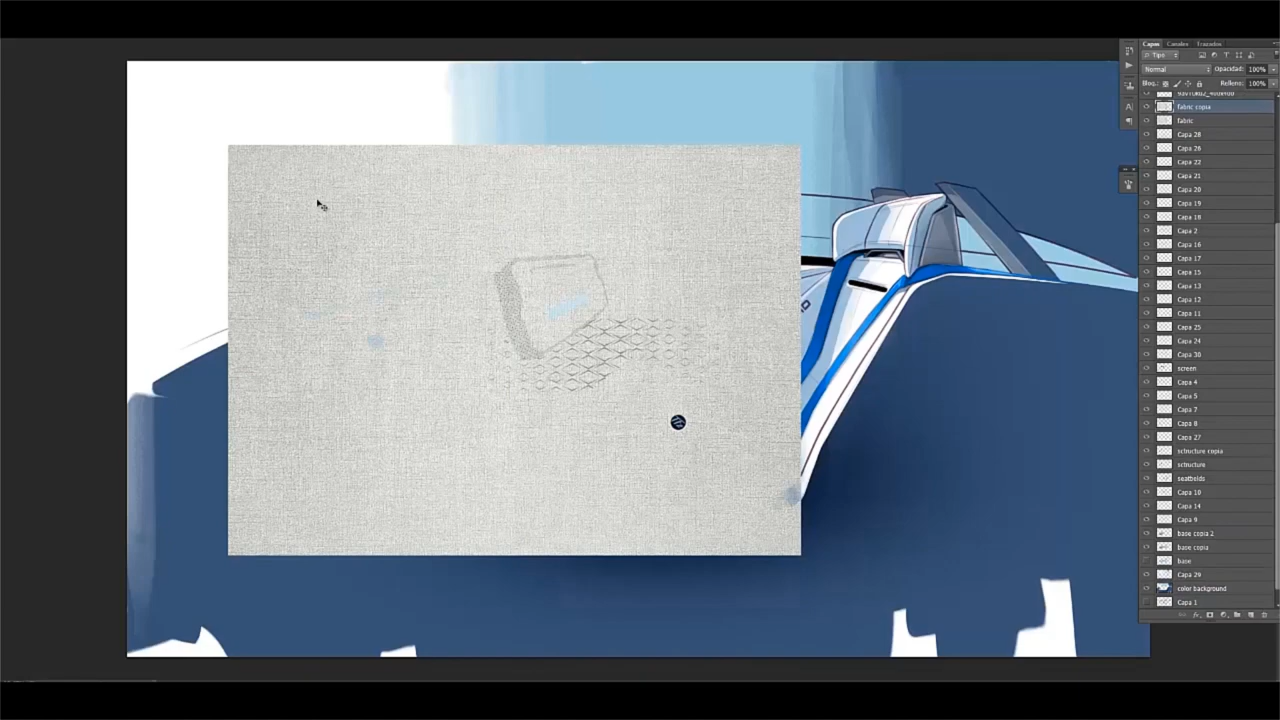 Capas Canales Trazados
Tipo
Normal Opacidad: 100%
Bloq.: Relleno: 100%
fabric copia
fabric
Capa 28
Capa 26
Capa 22
Capa 21
Capa 20
Capa 19
Capa 18
Capa 2
Capa 16
Capa 17
Capa 15
Capa 13
Capa 12
Capa 11
Capa 25
Capa 24
Capa 30
screen
Capa 4
Capa 5
Capa 7
Capa 8
Capa 27
sctructure copia
sctructure
seatbelds
Capa 10
Capa 14
Capa 9
base copia 2
base copia
base
Capa 29
color background
Capa 1